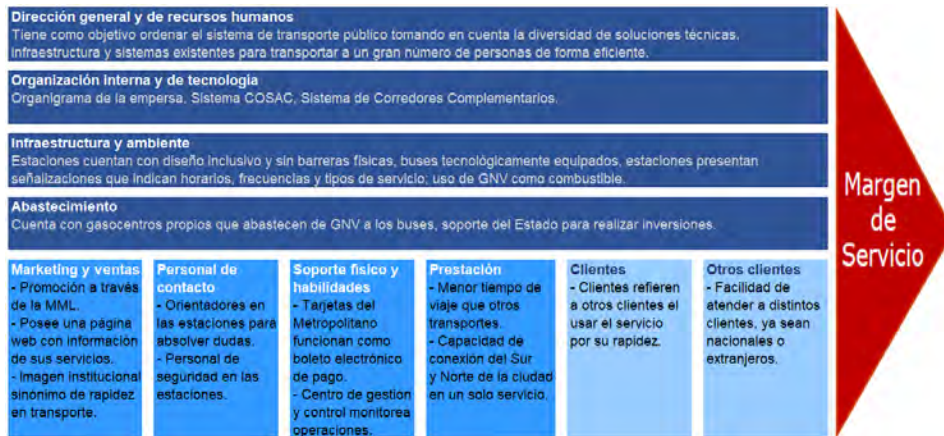 Dirección general y de recursos humanos
Tiene como objetivo ordenar el sistema de transporte público tomando en cuenta la diversidad de soluciones técnicas.
Infraestructura y sistemas existentes para transportar a un gran número de personas de forma eficiente.
Organización interna y de tecnologia
Organigrama de la empersa. Sistema COSAC. Sistema de Corredores Complementarios.
Infraestructura y ambiente
Estaciones cuentan con diseño inclusivo y sin barreras físicas, buses tecnológicamente equipados, estaciones presentan
señalizaciones que indican horarios, frecuencias y tipos de servicio; uso de GNV como combustible.
Abastecimiento
Cuenta con gasocentros propios que abastecen de GNV a los buses, soporte del Estado para realizar inversiones.
Marketing y ventas
- Promoción a través
de la MML.
- Posee una página
web con información
de sus servicios.
- Imagen institucional
sinónimo de rapidez
en transporte.
Personal de
contacto
- Orientadores en
las estaciones para
absolver dudas.
- Personal de
seguridad en las
estaciones.
Soporte físico y
habilidades
- Tarjetas del
Metropolitano
funcionan como
boleto electrónico
de pago.
- Centro de gestion
y control monitorea
operaciones.
Prestación
- Menor tiempo de
viaje que otros
transportes.
- Capacidad de
conexión del Sur
y Norte de la ciudad
en un solo servicio.
Clientes
- Clientes refieren
a otros clientes el
usar el servicio
por su rapidez.
Otros clientes
- Facilidad de
atender a distintos
clientes, ya sean
nacionales o
extranjeros.
Margen
de
Servicio